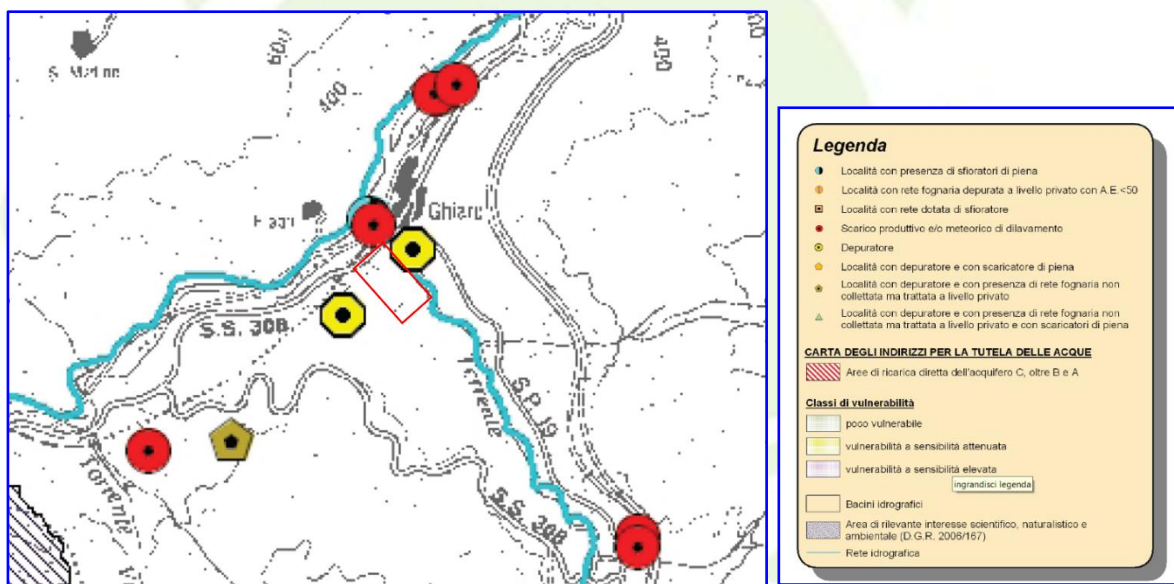 S. Martino
600
400
400
Ghiare
S.S. 308
Torrente
S.P. 19
S.S. 308
Torrente
Legenda
Località con presenza di sfioratori di piena
Località con rete fognaria depurata a livello privato con A.E.<50
Località con rete dotata di sfioratore
Scarico produttivo e/o meteorico di dilavamento
Depuratore
Località con depuratore e con scaricatore di piena
Località con depuratore e con presenza di rete fognaria non
collettata ma trattata a livello privato
Località con depuratore e con presenza di rete fognaria non
collettata ma trattata a livello privato e con scaricatori di piena
CARTA DEGLI INDIRIZZI PER LA TUTELA DELLE ACQUE
Aree di ricarica diretta dell'acquifero C, oltre B e A
Classi di vulnerabilità
poco vulnerabile
vulnerabilità a sensibilità attenuata
vulnerabilità a sensibilità elevata
ingrandisci legenda
Bacini idrografici
Area di rilevante interesse scientifico, naturalistico e
ambientale (D.G.R. 2006/167)
Rete idrografica